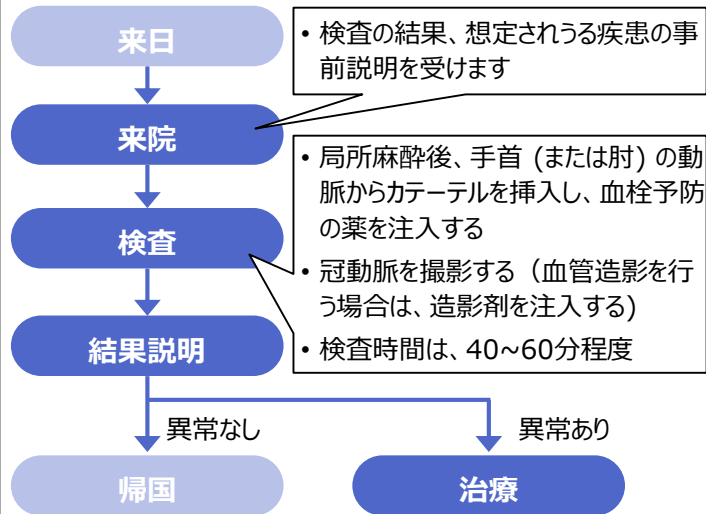 来日
• 検査の結果、想定されうる疾患の事
前説明を受けます
来院
• 局所麻酔後、手首 (または肘) の動
脈からカテーテルを挿入し、血栓予防
の薬を注入する
検査
• 冠動脈を撮影する（血管造影を行
う場合は、造影剤を注入する)
• 検査時間は、40~60分程度
結果説明
異常なし
異常あり
帰国
治療